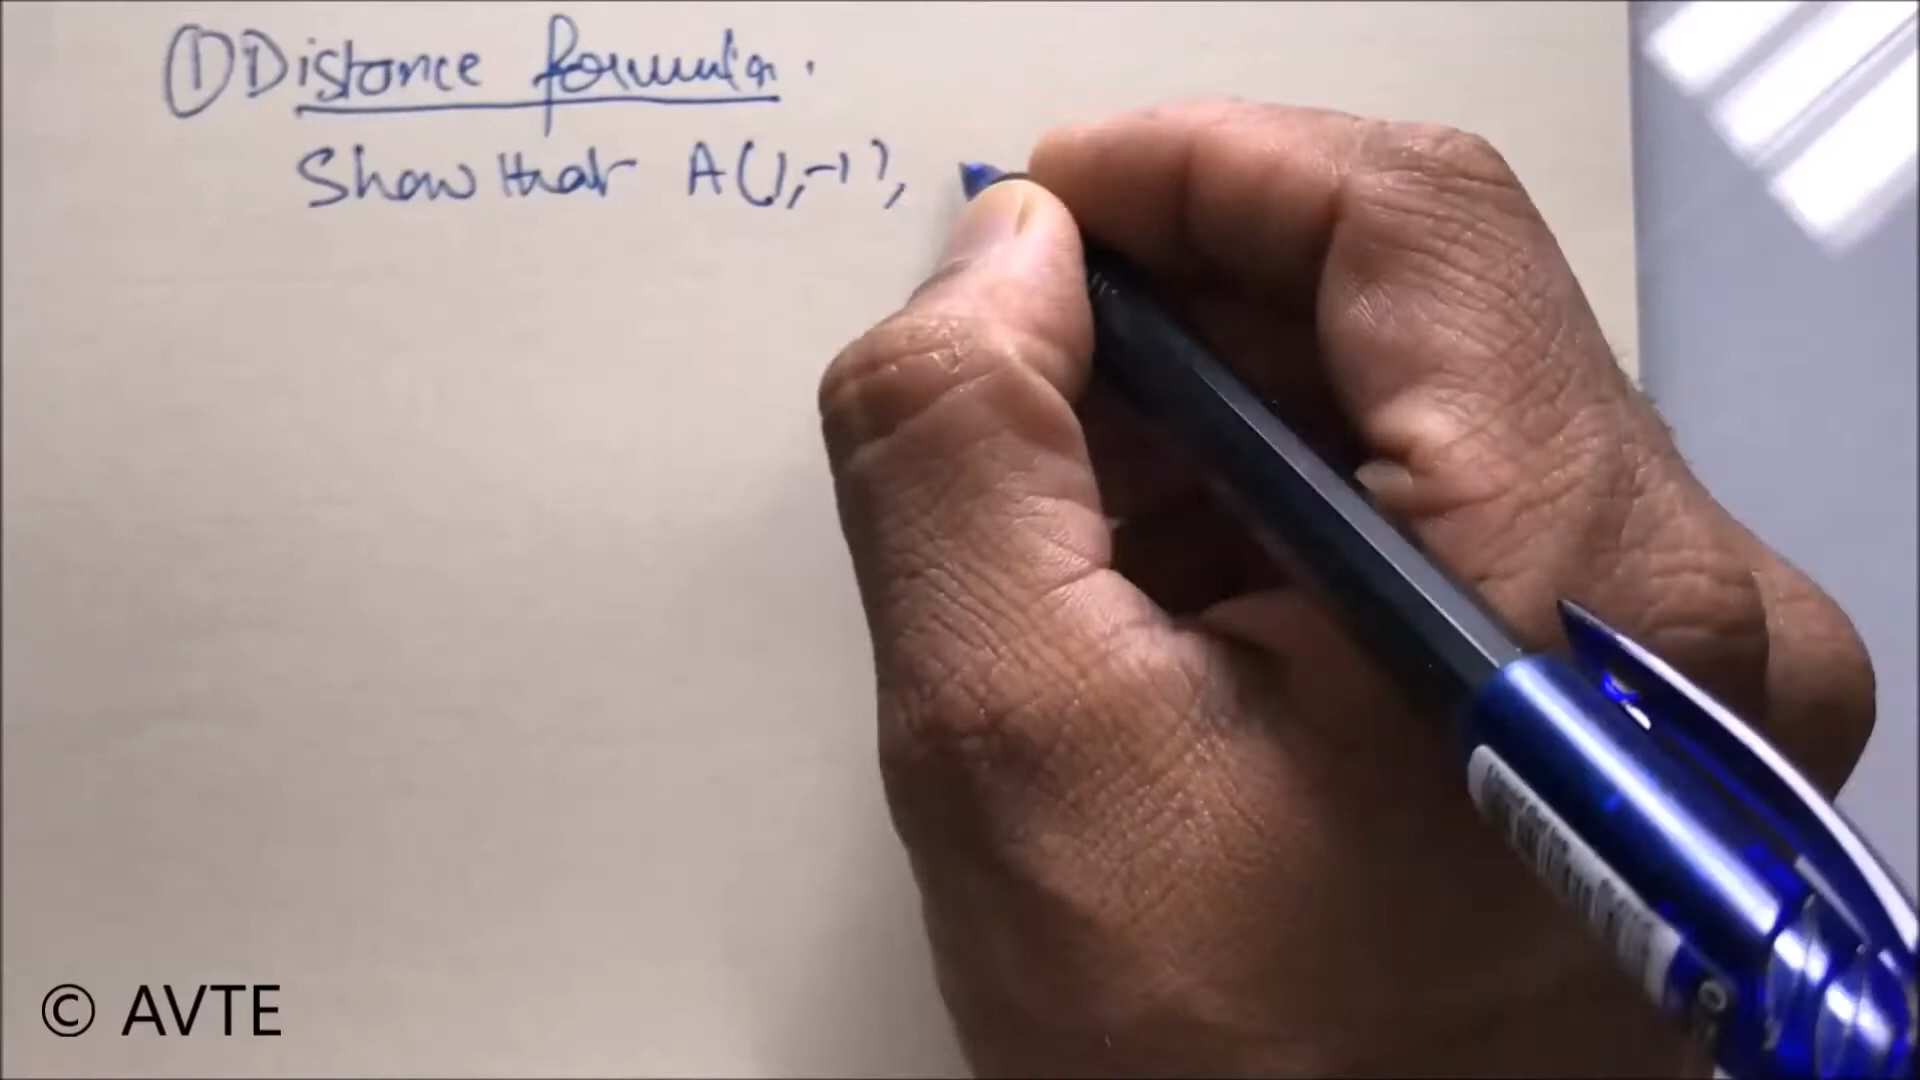 ① Distance formula.
Show that A(1,-1),
© AVTE